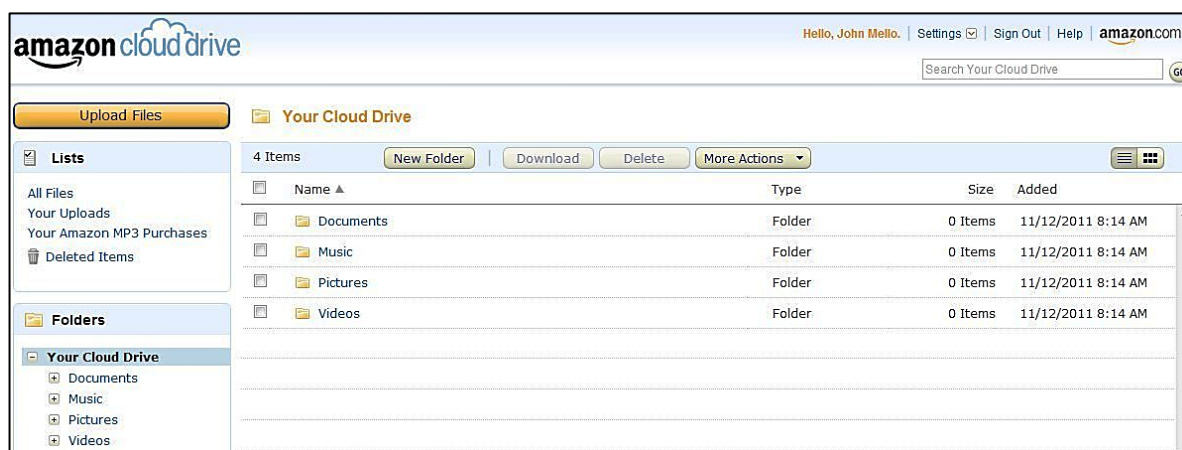 amazon cloud drive
Hello, John Mello. | Settings | Sign Out | Help | amazon.com
Search Your Cloud Drive
GO
Upload Files
Your Cloud Drive
Lists
All Files
Your Uploads
Your Amazon MP3 Purchases
Deleted Items
Folders
Your Cloud Drive
Documents
Music
Pictures
Videos
4 Items New Folder | Download Delete More Actions
Name Type Size Added
Documents Folder 0 Items 11/12/2011 8:14 AM
Music Folder 0 Items 11/12/2011 8:14 AM
Pictures Folder 0 Items 11/12/2011 8:14 AM
Videos Folder 0 Items 11/12/2011 8:14 AM